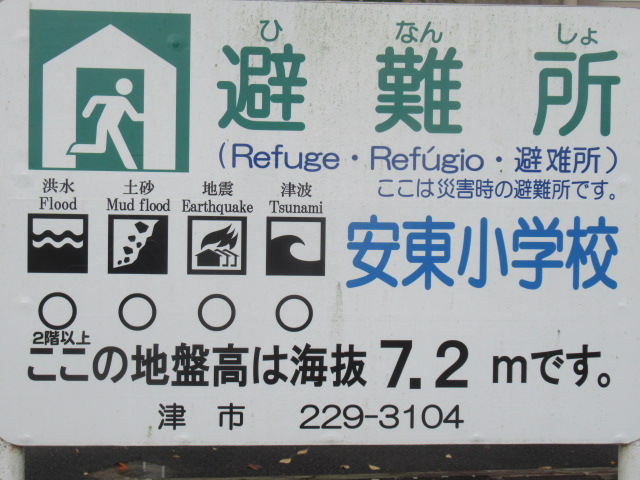 ひ なん しょ
避難所
(Refuge・Refúgio・避难所)
ここは災害時の避難所です。
洪水 土砂 地震 津波
Flood Mud flood Earthquake Tsunami
安東小学校
○ ○ ○ ○
2階以上
ここの地盤高は海抜 7.2 mです。
津市 229-3104